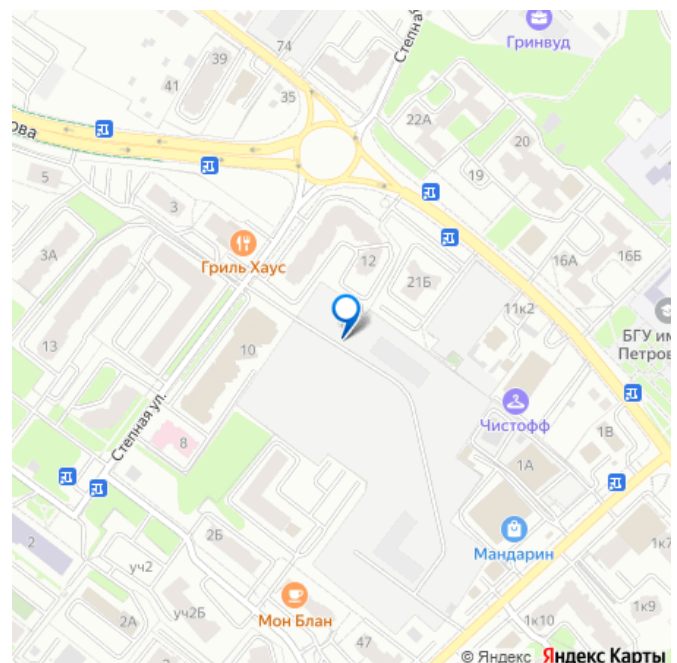 74
Степна
Гринвуд
39
41
35
22А
20
ова
5
3
19
Гриль Хаус
3А
12
21Б
16А
16Б
11к2
БГУ им
Петров
13
10
Чистофф
1В
Степная ул.
8
1А
2
2Б
Мандарин
уч2
1к7
2А
уч2Б
Мон Блан
47
1к10
1к9
© Яндекс Яндекс Карты